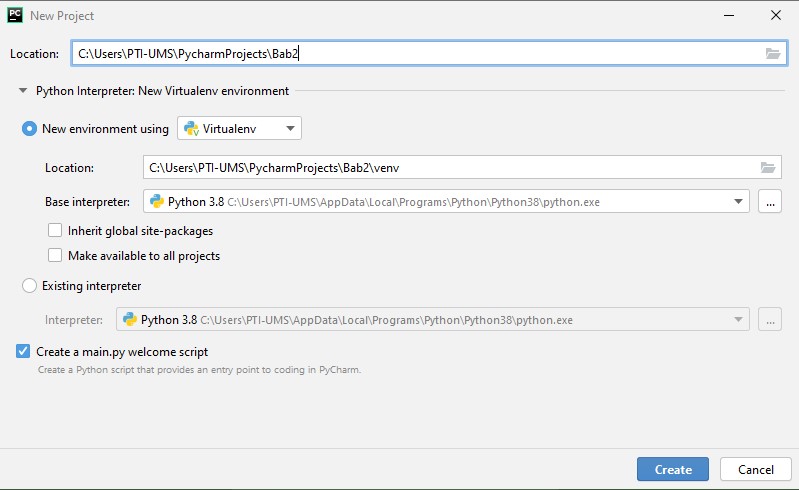 PC New Project
Location: C:\Users\PTI-UMS\PycharmProjects\Bab2
Python Interpreter: New Virtualenv environment
New environment using Virtualenv
Location: C:\Users\PTI-UMS\PycharmProjects\Bab2\venv
Base interpreter: Python 3.8 C:\Users\PTI-UMS\AppData\Local\Programs\Python\Python38\python.exe ...
Inherit global site-packages
Make available to all projects
Existing interpreter
Interpreter: Python 3.8 C:\Users\PTI-UMS\AppData\Local\Programs\Python\Python38\python.exe ...
Create a main.py welcome script
Create a Python script that provides an entry point to coding in PyCharm.
Create Cancel